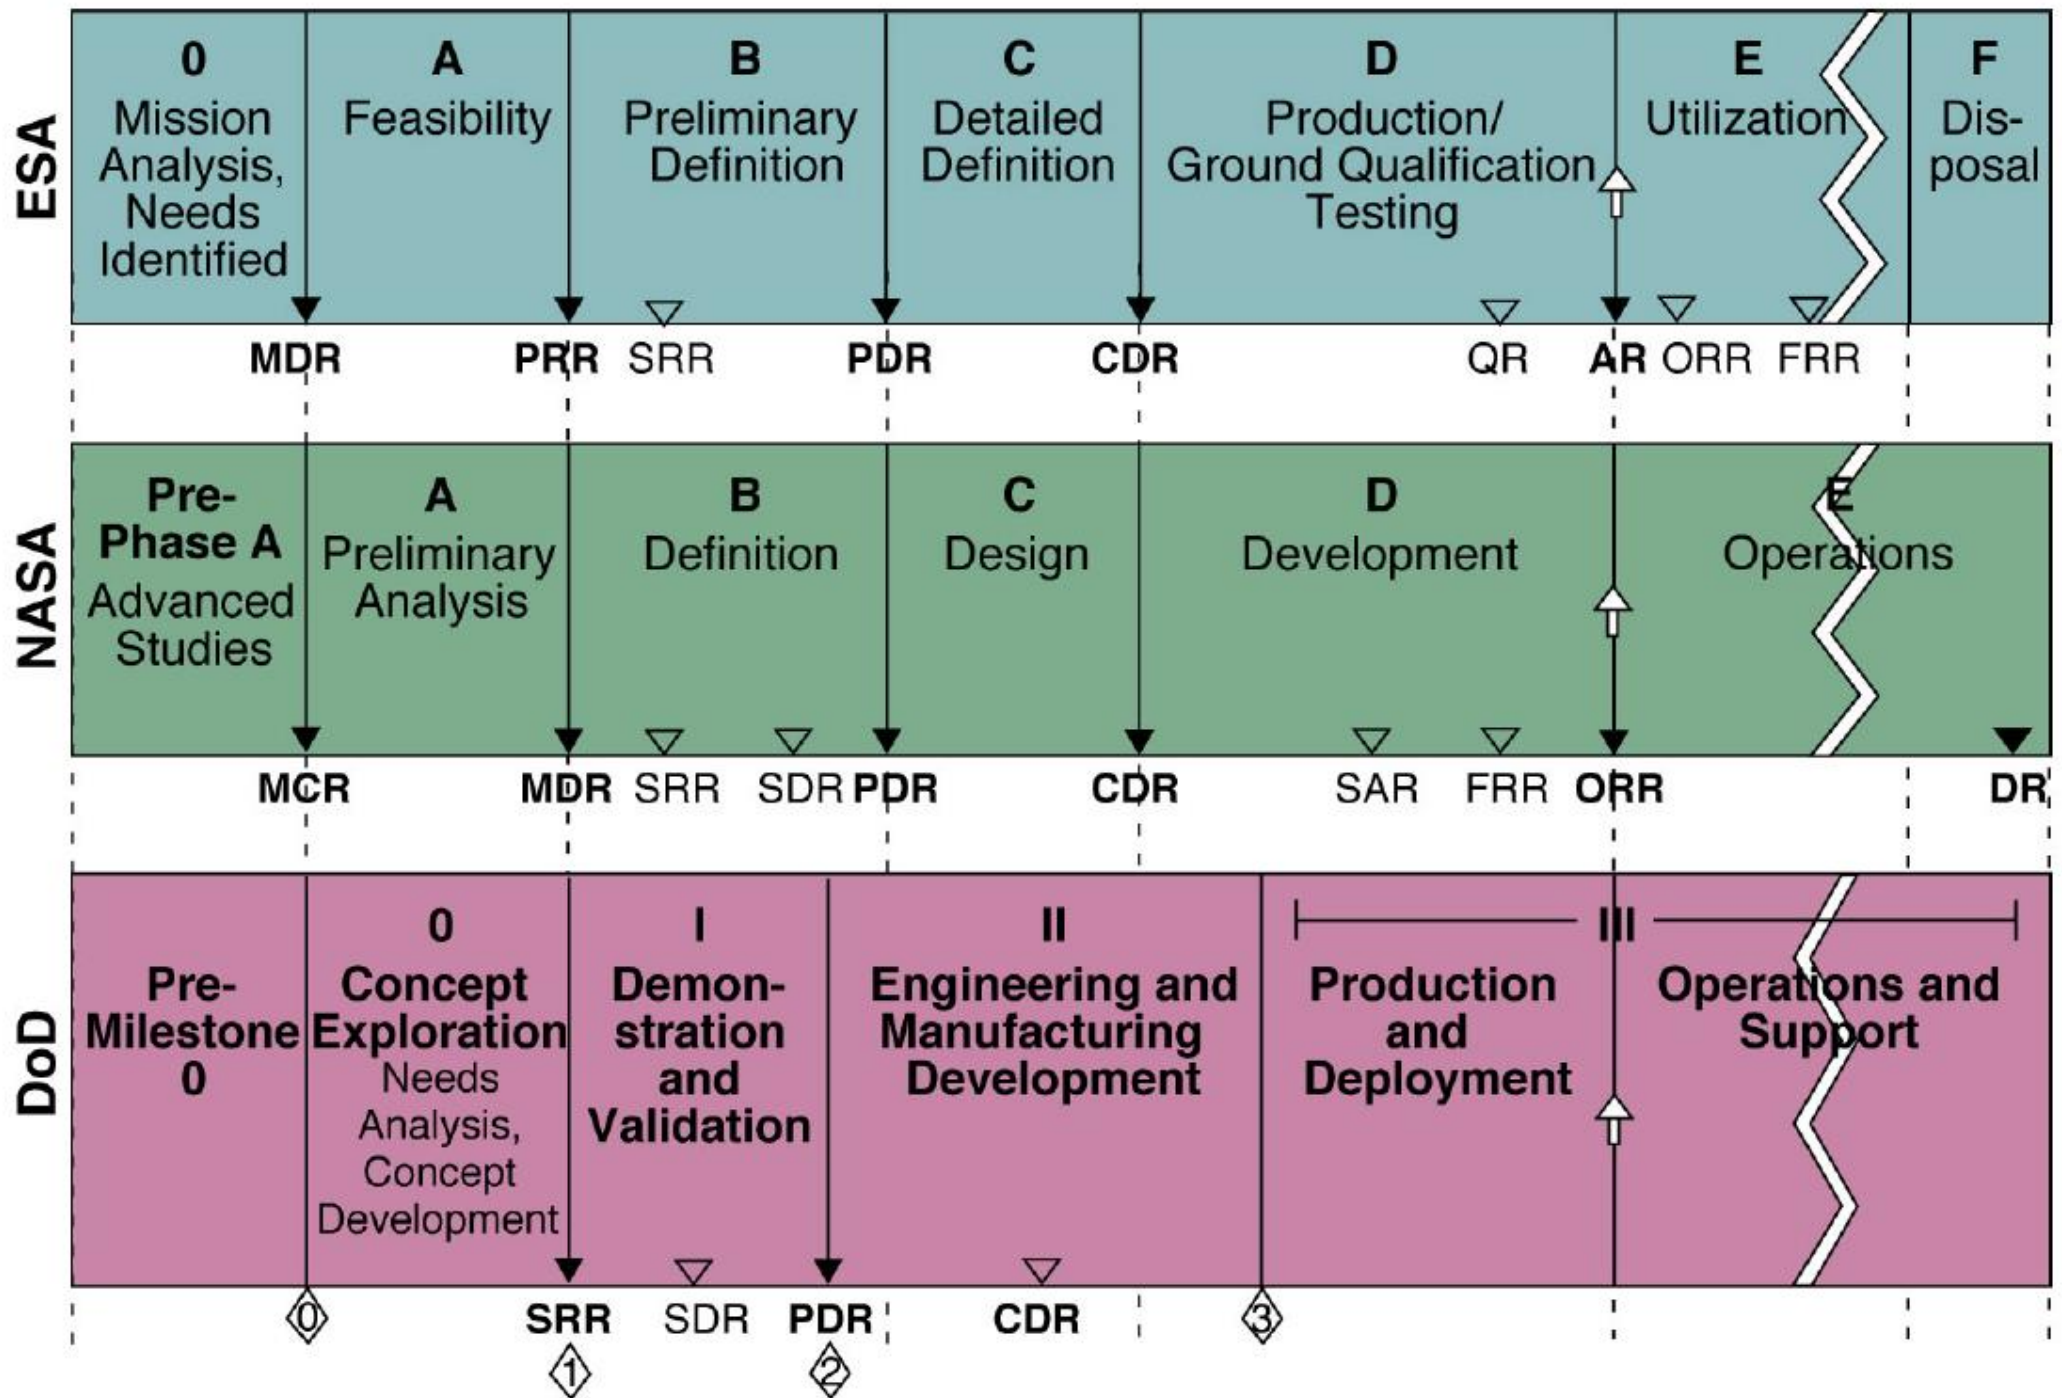 ESA
0
Mission
Analysis,
Needs
Identified
A
Feasibility
B
Preliminary
Definition
C
Detailed
Definition
D
Production/
Ground Qualification
Testing
E
Utilization
F
Dis-
posal
MDR PRR SRR PDR CDR QR AR ORR FRR
NASA
Pre-
Phase A
Advanced
Studies
A
Preliminary
Analysis
B
Definition
C
Design
D
Development
E
Operations
MCR MDR SRR SDR PDR CDR SAR FRR ORR DR
DoD
Pre-
Milestone
0
0
Concept
Exploration
Needs
Analysis,
Concept
Development
I
Demon-
stration
and
Validation
II
Engineering and
Manufacturing
Development
III
Production
and
Deployment
Operations and
Support
0 SRR SDR PDR CDR 3
1 2